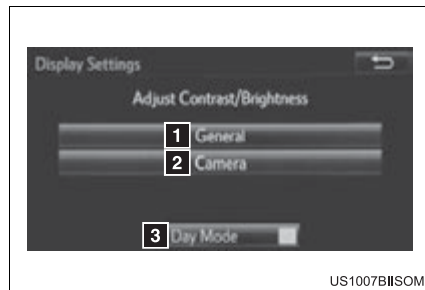 Display Settings
Adjust Contrast/Brightness
1 General
2 Camera
3 Day Mode
US1007BIISOM